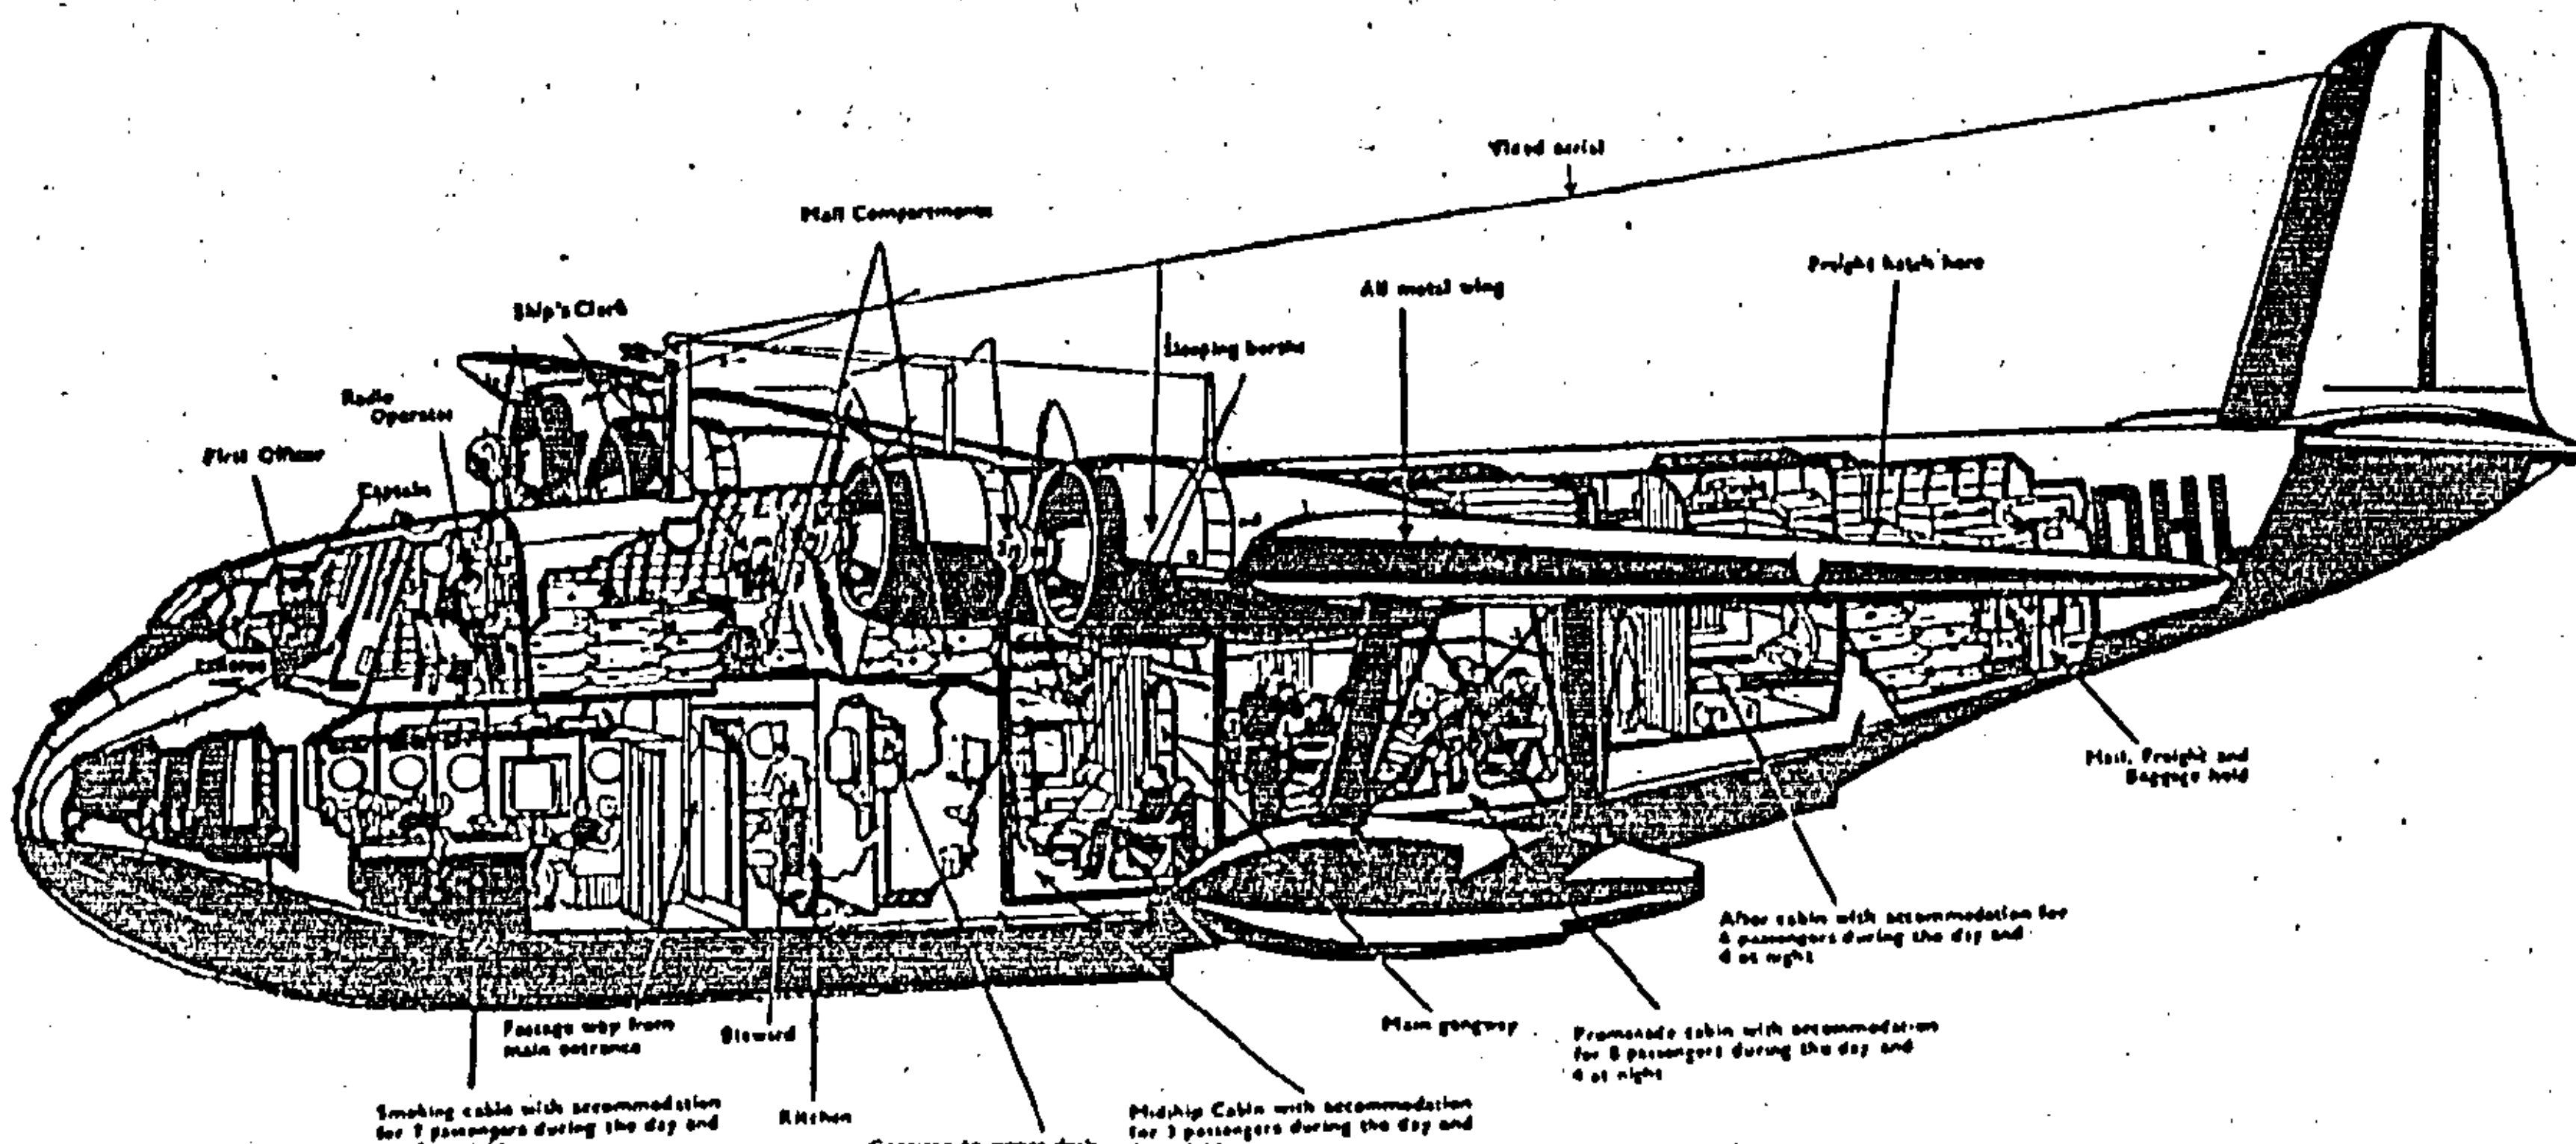 Fixed aerial
Mail Compartments
Freight hatch here
All metal wing
Ship's Clerk
Sleeping berths
Radio
Operator
First Officer
Captain
Mail, Freight and
Baggage hold
After cabin with accommodation for
6 passengers during the day and
4 at night
Main gangway
Promenade cabin with accommodation
for 8 passengers during the day and
4 at night
Passage way from
main entrance
Steward
Kitchen
Smoking cabin with accommodation
for 7 passengers during the day and
Midship Cabin with accommodation
for 3 passengers during the day and